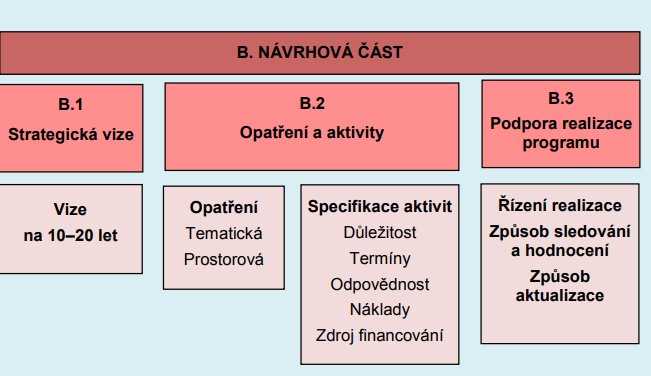 B. NÁVRHOVÁ ČÁST
B.1
Strategická vize
B.2
Opatření a aktivity
B.3
Podpora realizace
programu
Vize
na 10–20 let
Opatření
Tematická
Prostorová
Specifikace aktivit
Důležitost
Termíny
Odpovědnost
Náklady
Zdroj financování
Řízení realizace
Způsob sledování
a hodnocení
Způsob
aktualizace